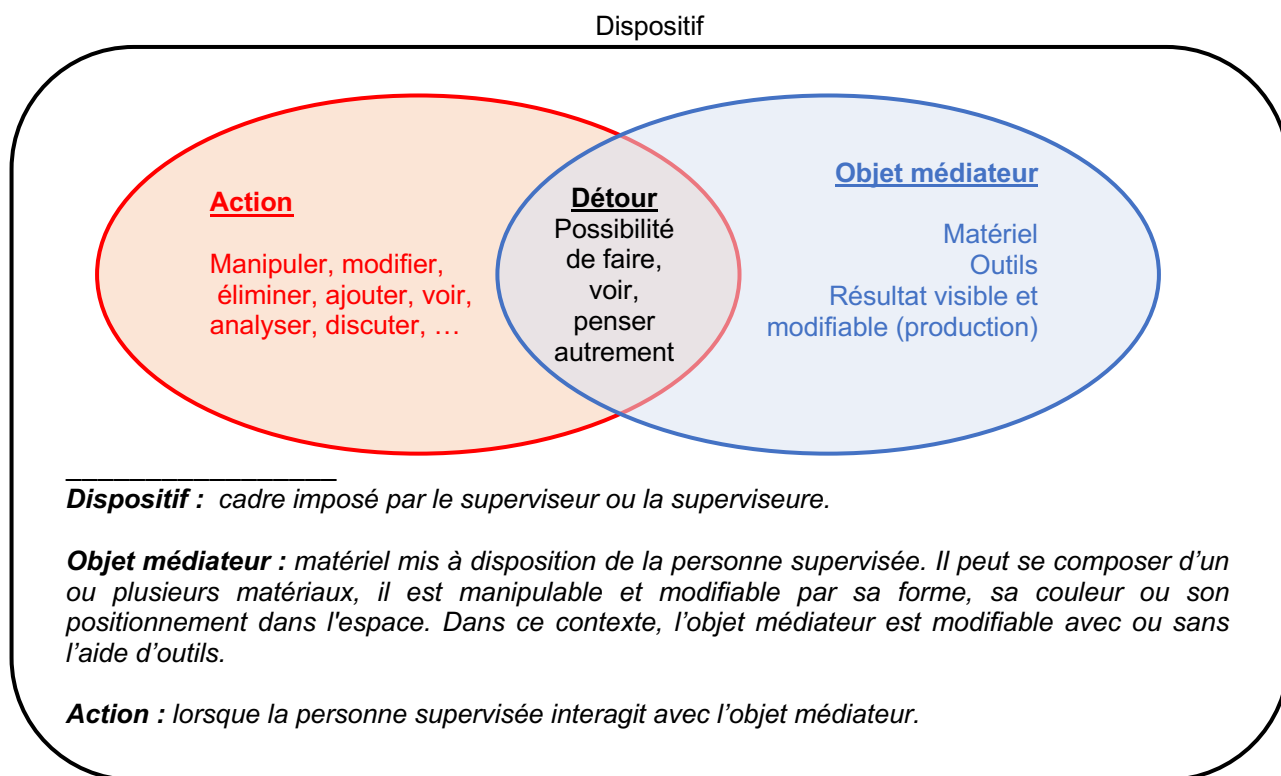 Dispositif
Action
Manipuler, modifier,
éliminer, ajouter, voir,
analyser, discuter, …
Détour
Possibilité
de faire,
voir,
penser
autrement
Objet médiateur
Matériel
Outils
Résultat visible et
modifiable (production)
Dispositif : cadre imposé par le superviseur ou la superviseure.
Objet médiateur : matériel mis à disposition de la personne supervisée. Il peut se composer d’un
ou plusieurs matériaux, il est manipulable et modifiable par sa forme, sa couleur ou son
positionnement dans l'espace. Dans ce contexte, l’objet médiateur est modifiable avec ou sans
l’aide d’outils.
Action : lorsque la personne supervisée interagit avec l’objet médiateur.